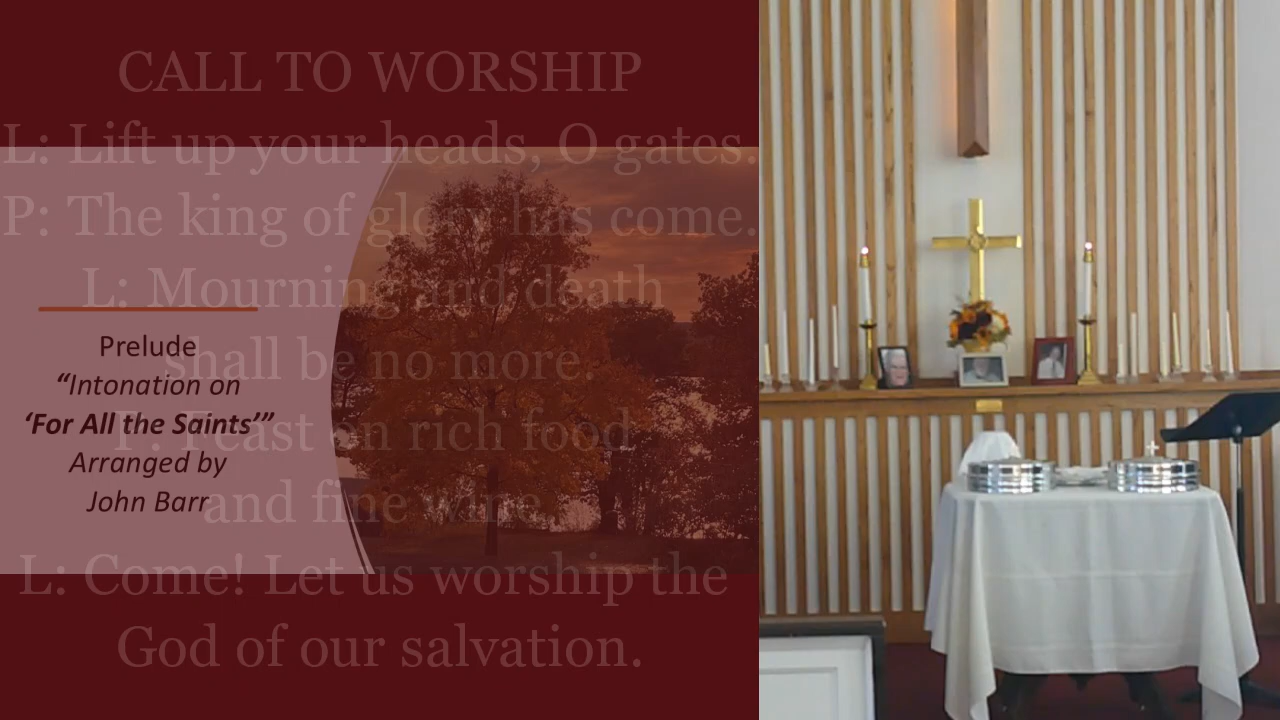 CALL TO WORSHIP
L: Lift up your heads, O gates.
P: The king of glory has come.
L: Mourning and death
shall be no more.
P: Feast on rich food
and fine wine.
L: Come! Let us worship the
God of our salvation.
Prelude
“Intonation on
‘For All the Saints’”
Arranged by
John Barr